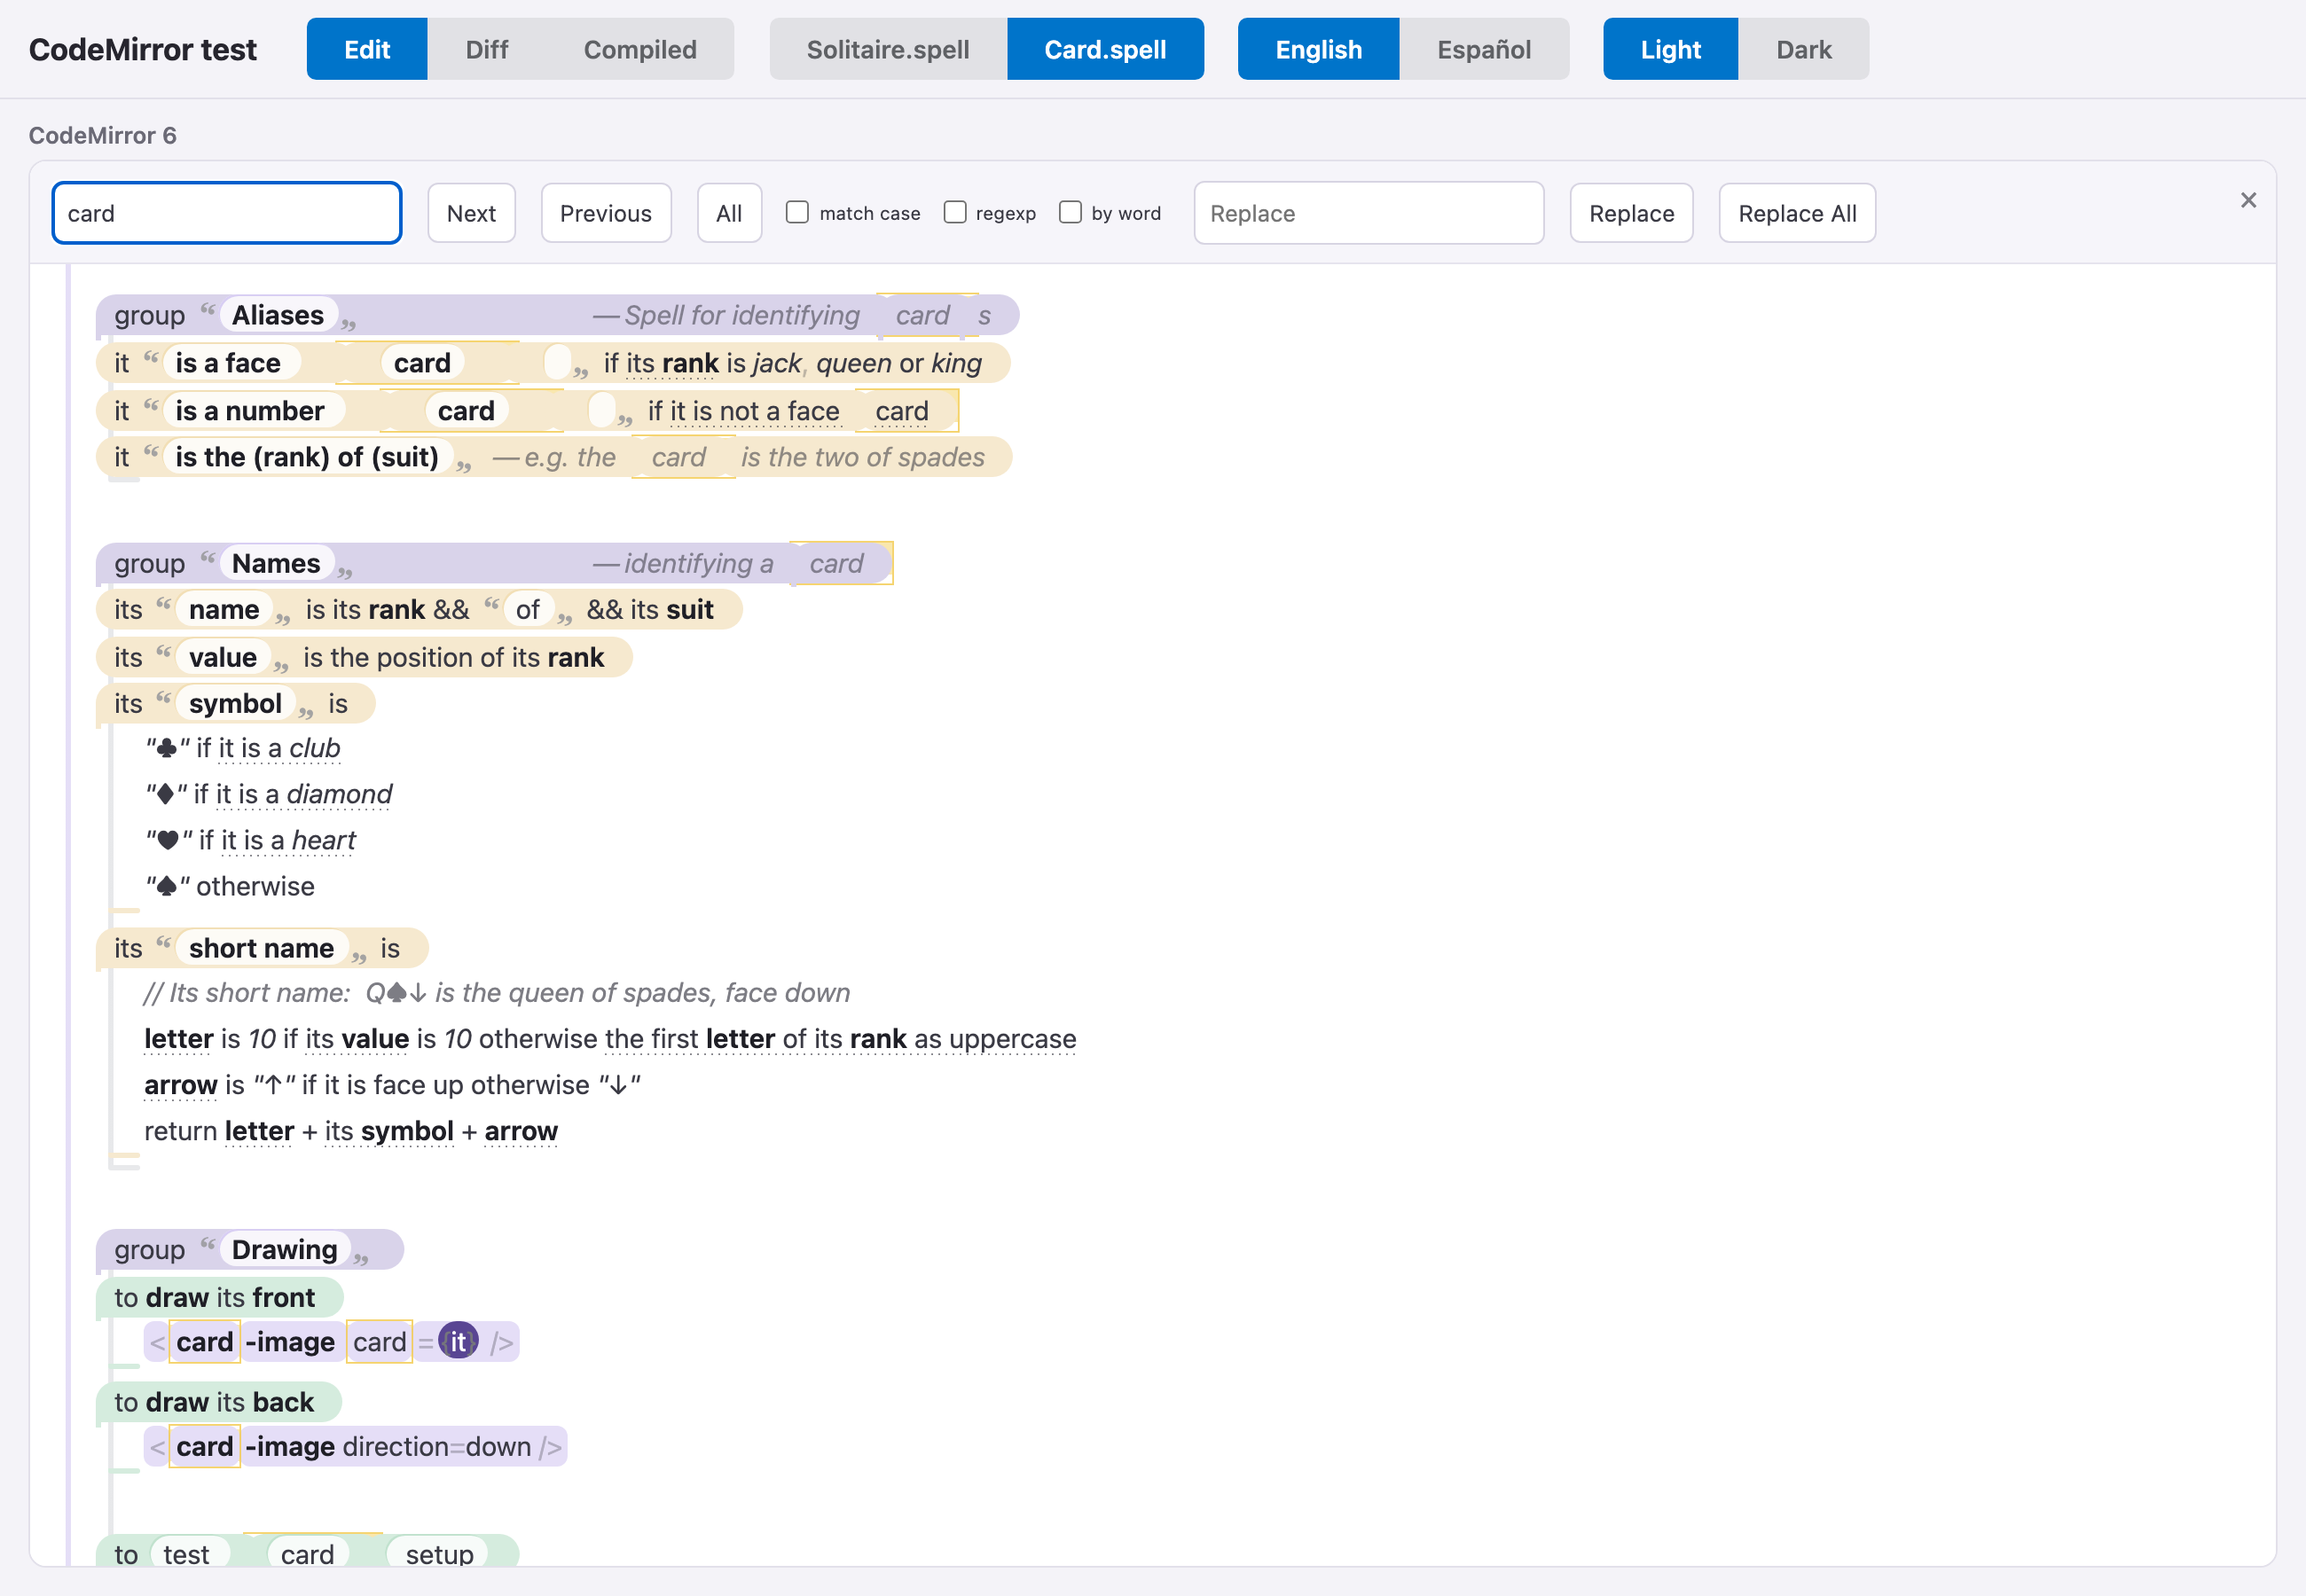 CodeMirror test Edit Diff Compiled Solitaire.spell Card.spell English Español Light Dark
CodeMirror 6
card Next Previous All match case regexp by word Replace Replace Replace All ×
group “ Aliases „ — Spell for identifying card s
it “ is a face card „ if its rank is jack, queen or king
it “ is a number card „ if it is not a face card
it “ is the (rank) of (suit) „ — e.g. the card is the two of spades
group “ Names „ — identifying a card
its “ name „ is its rank && “ of „ && its suit
its “ value „ is the position of its rank
its “ symbol „ is
"♣" if it is a club
"♦" if it is a diamond
"♥" if it is a heart
"♠" otherwise
its “ short name „ is
// Its short name: Q♠↓ is the queen of spades, face down
letter is 10 if its value is 10 otherwise the first letter of its rank as uppercase
arrow is "↑" if it is face up otherwise "↓"
return letter + its symbol + arrow
group “ Drawing „
to draw its front
<card-image card={it} />
to draw its back
<card-image direction=down />
to test card setup